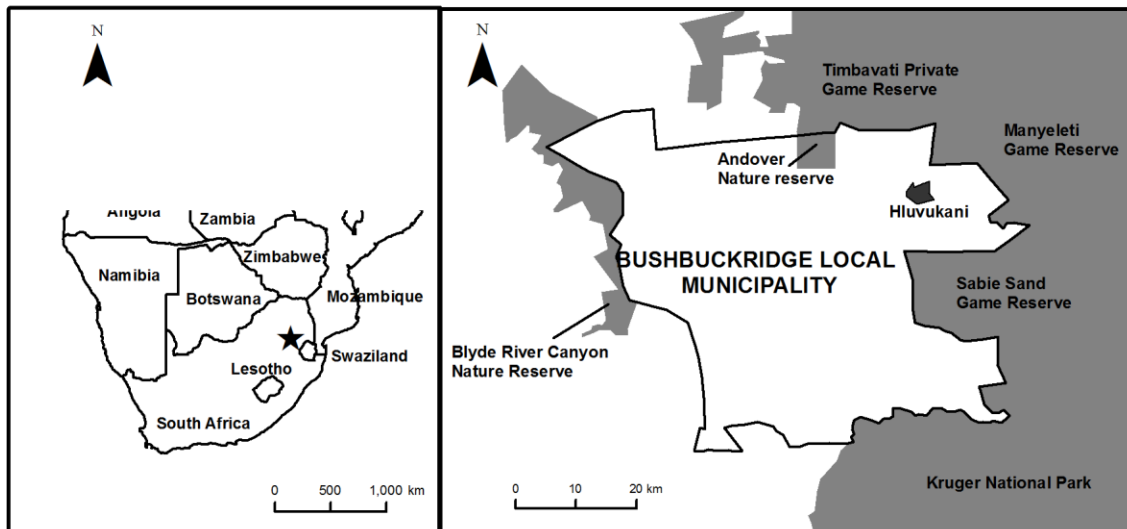 N
Angola
Zambia
Zimbabwe
Namibia
Botswana
Mozambique
Swaziland
Lesotho
South Africa
0 500 1,000 km
N
Timbavati Private
Game Reserve
Manyeleti
Game Reserve
Andover
Nature reserve
Hluvukani
BUSHBUCKRIDGE LOCAL
MUNICIPALITY
Sabie Sand
Game Reserve
Blyde River Canyon
Nature Reserve
Kruger National Park
0 10 20 km